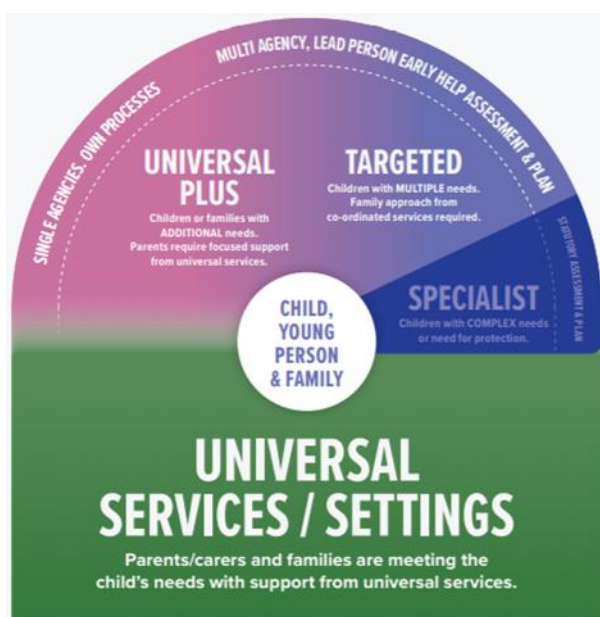 SINGLE AGENCIES. OWN PROCESSES
MULTI AGENCY, LEAD PERSON EARLY HELP ASSESSMENT & PLAN
STATUTORY ASSESSMENT & PLAN
UNIVERSAL
PLUS
Children or families with
ADDITIONAL needs.
Parents require focused support
from universal services.
TARGETED
Children with MULTIPLE needs.
Family approach from
co-ordinated services required.
SPECIALIST
Children with COMPLEX needs
or need for protection.
CHILD,
YOUNG
PERSON
& FAMILY
UNIVERSAL
SERVICES / SETTINGS
Parents/carers and families are meeting the
child's needs with support from universal services.